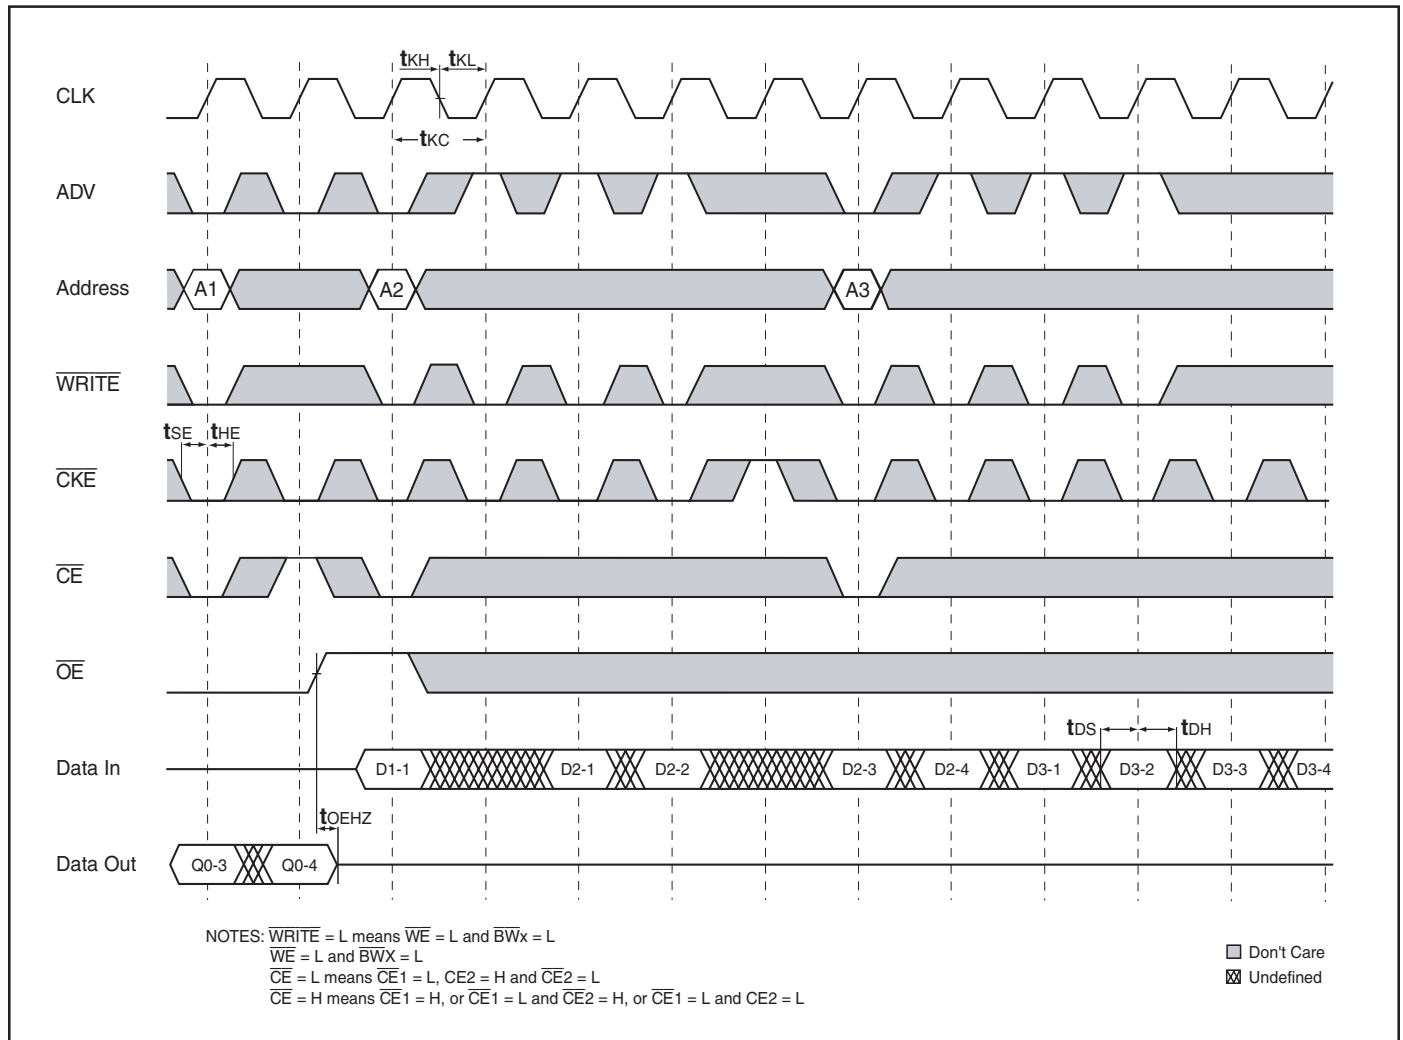 tKH tKL
CLK
tKC
ADV
Address A1 A2 A3
WRITE
tSE tHE
CKE
CE
OE
tDS tDH
Data In D1-1 D2-1 D2-2 D2-3 D2-4 D3-1 D3-2 D3-3 D3-4
tOEHZ
Data Out Q0-3 Q0-4
NOTES: WRITE = L means WE = L and BWx = L
WE = L and BWX = L
CE = L means CE1 = L, CE2 = H and CE2 = L
CE = H means CE1 = H, or CE1 = L and CE2 = H, or CE1 = L and CE2 = L
Don't Care
Undefined